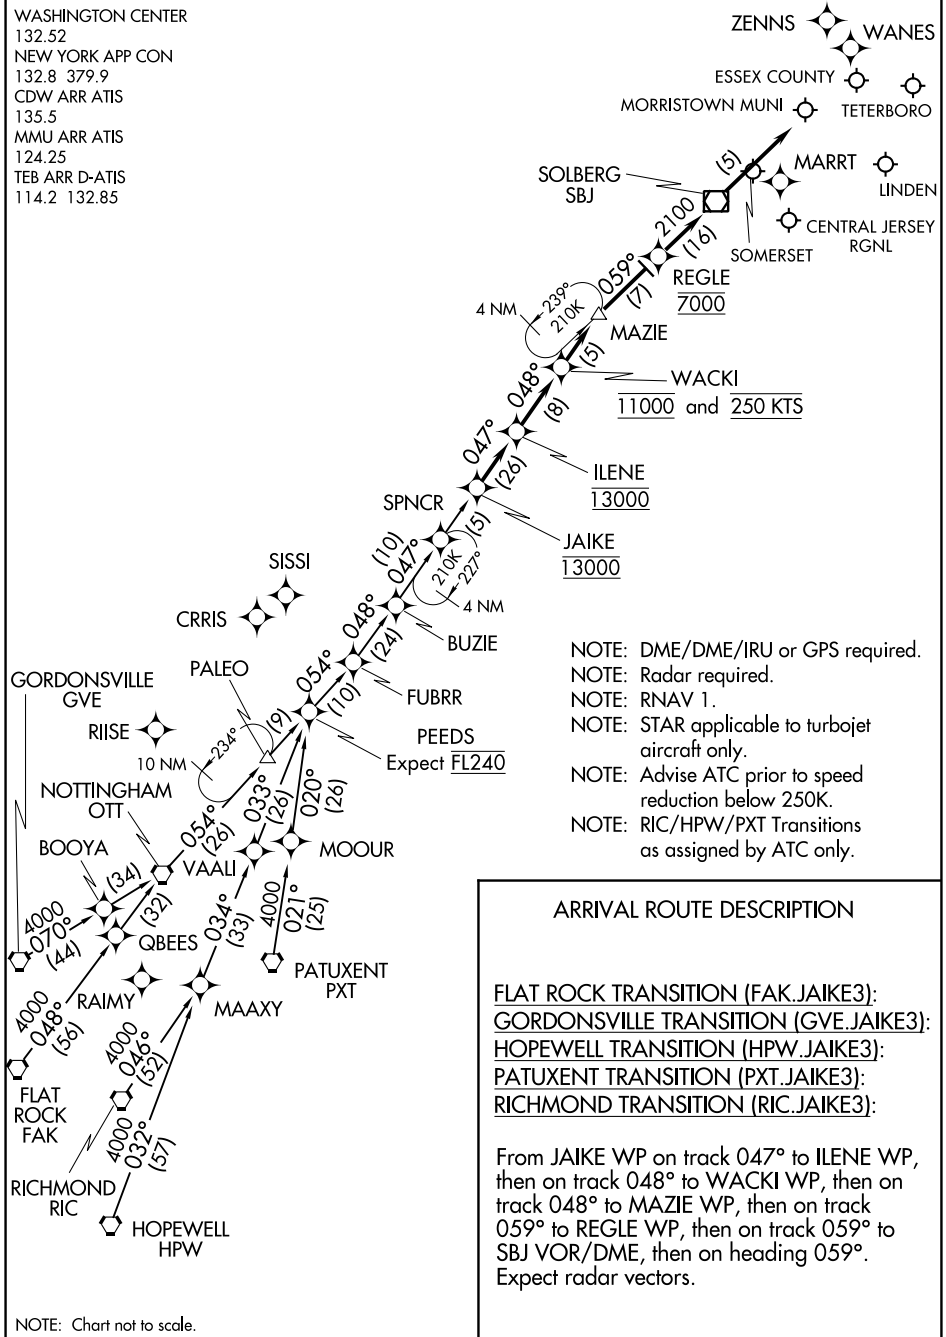 WASHINGTON CENTER
132.52
NEW YORK APP CON
132.8 379.9
CDW ARR ATIS
135.5
MMU ARR ATIS
124.25
TEB ARR D-ATIS
114.2 132.85
ZENNS
WANES
ESSEX COUNTY
TETERBORO
MORRISTOWN MUNI
SOLBERG
SBJ
(5)
MARRT
LINDEN
CENTRAL JERSEY
RGNL
SOMERSET
2100
(16)
REGLE
7000
059°
(7)
4 NM
239°
210K
MAZIE
(5)
WACKI
11000 and 250 KTS
048°
(8)
ILENE
13000
047°
(26)
SPNCR
JAIKE
13000
(5)
(10)
047°
210K
227°
4 NM
SISSI
CRRIS
BUZIE
048°
(24)
PALEO
054°
(10)
FUBRR
GORDONSVILLE
GVE
RIISE
(9)
234°
10 NM
PEEDS
Expect FL240
NOTTINGHAM
OTT
054°
(26)
033°
(26)
020°
(26)
BOOYA
(34)
VAALI
MOOUR
4000
070°
(44)
(32)
QBEES
034°
(33)
4000
021°
(25)
PATUXENT
PXT
RAIMY
MAAXY
4000
048°
(56)
FLAT
ROCK
FAK
4000
046°
(52)
4000
032°
(57)
RICHMOND
RIC
HOPEWELL
HPW
NOTE: DME/DME/IRU or GPS required.
NOTE: Radar required.
NOTE: RNAV 1.
NOTE: STAR applicable to turbojet
aircraft only.
NOTE: Advise ATC prior to speed
reduction below 250K.
NOTE: RIC/HPW/PXT Transitions
as assigned by ATC only.
ARRIVAL ROUTE DESCRIPTION
FLAT ROCK TRANSITION (FAK.JAIKE3):
GORDONSVILLE TRANSITION (GVE.JAIKE3):
HOPEWELL TRANSITION (HPW.JAIKE3):
PATUXENT TRANSITION (PXT.JAIKE3):
RICHMOND TRANSITION (RIC.JAIKE3):
From JAIKE WP on track 047° to ILENE WP,
then on track 048° to WACKI WP, then on
track 048° to MAZIE WP, then on track
059° to REGLE WP, then on track 059° to
SBJ VOR/DME, then on heading 059°.
Expect radar vectors.
NOTE: Chart not to scale.